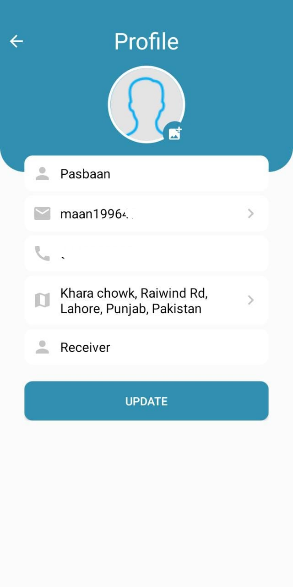 Profile
Pasbaan
maan1996
Khara chowk, Raiwind Rd,
Lahore, Punjab, Pakistan
Receiver
UPDATE